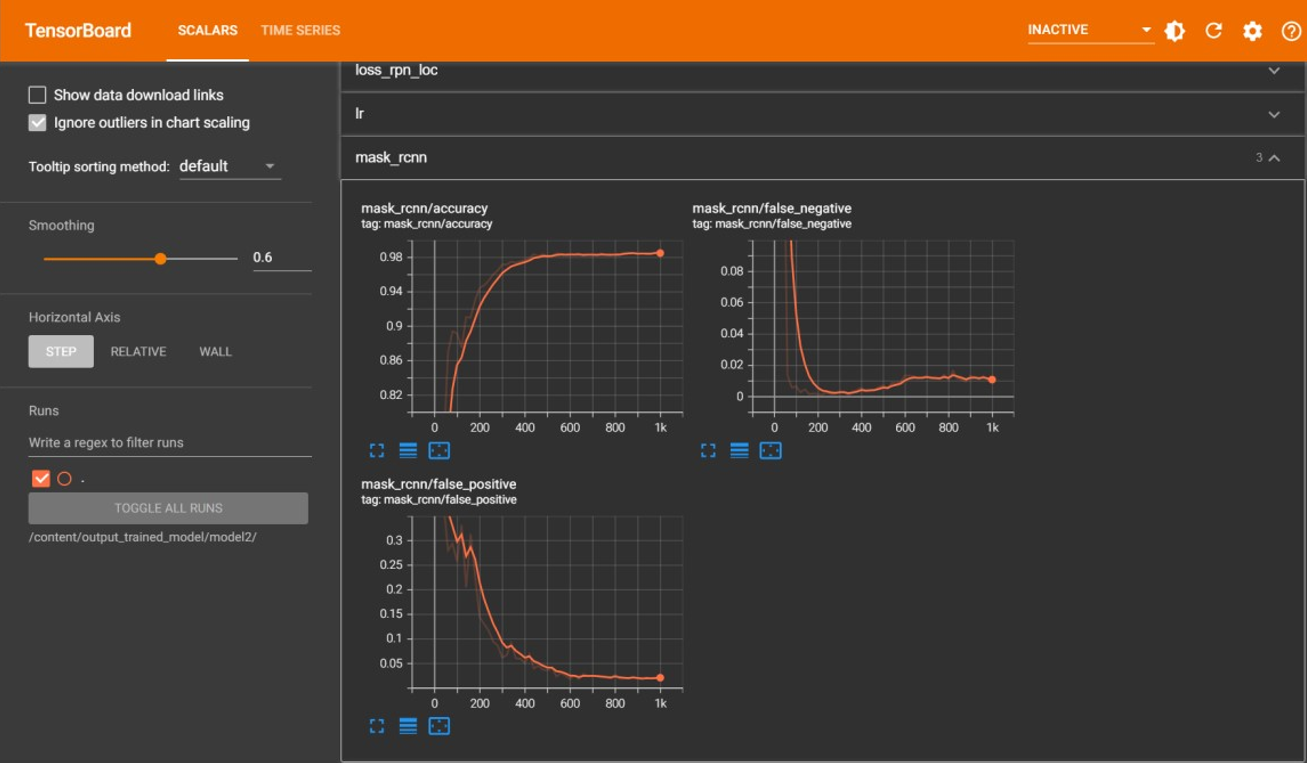 TensorBoard SCALARS TIME SERIES INACTIVE
Show data download links
Ignore outliers in chart scaling
Tooltip sorting method: default
Smoothing
0.6
Horizontal Axis
STEP RELATIVE WALL
Runs
Write a regex to filter runs
.
TOGGLE ALL RUNS
/content/output_trained_model/model2/
loss_rpn_loc
lr
mask_rcnn 3
mask_rcnn/accuracy
tag: mask_rcnn/accuracy
0.98
0.94
0.9
0.86
0.82
0 200 400 600 800 1k
mask_rcnn/false_negative
tag: mask_rcnn/false_negative
0.08
0.06
0.04
0.02
0
0 200 400 600 800 1k
mask_rcnn/false_positive
tag: mask_rcnn/false_positive
0.3
0.25
0.2
0.15
0.1
0.05
0 200 400 600 800 1k